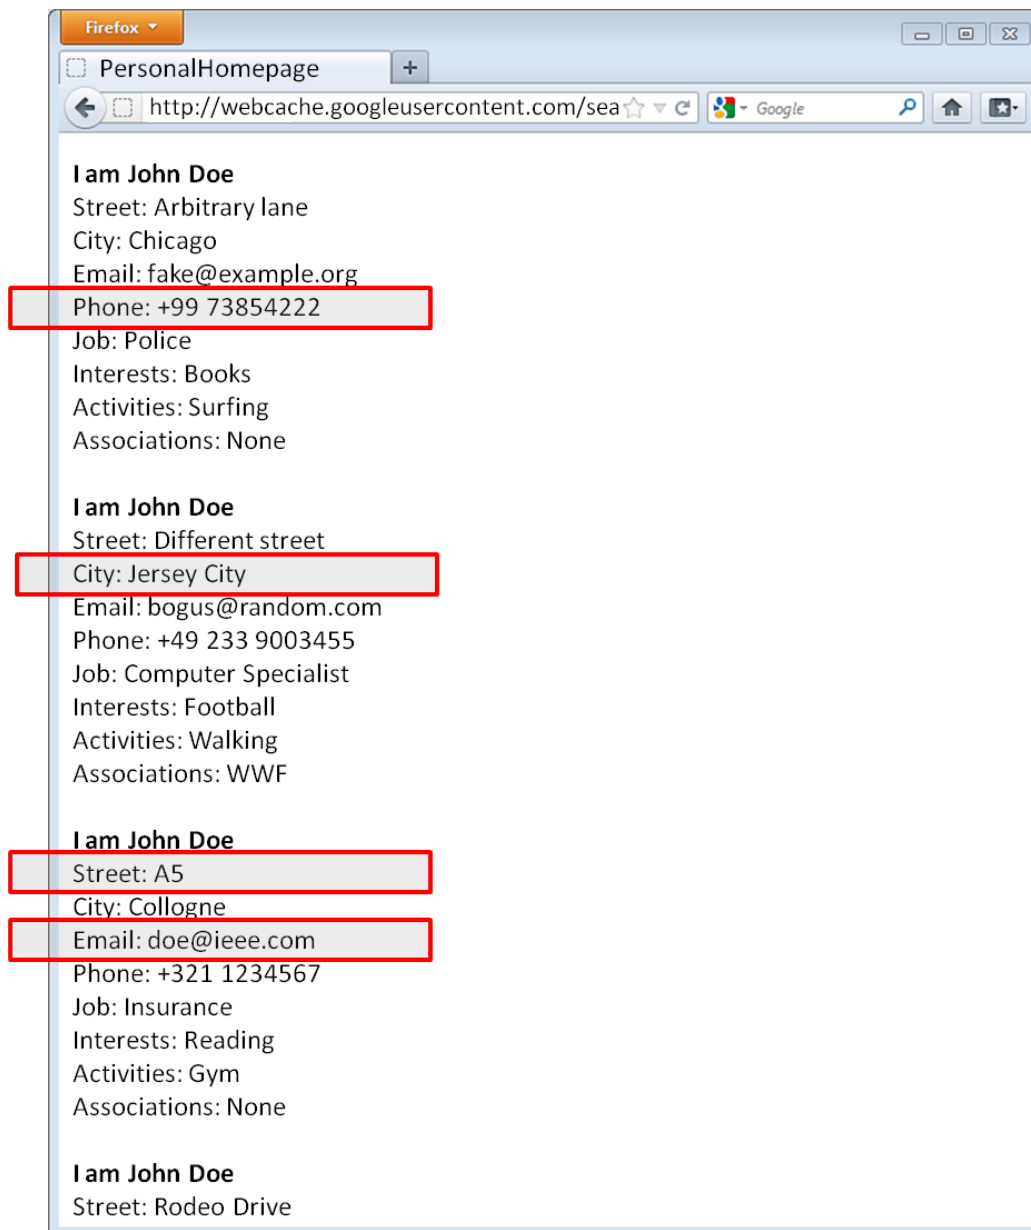 Firefox
PersonalHomepage
http://webcache.googleusercontent.com/sea
Google
I am John Doe
Street: Arbitrary lane
City: Chicago
Email: fake@example.org
Phone: +99 73854222
Job: Police
Interests: Books
Activities: Surfing
Associations: None
I am John Doe
Street: Different street
City: Jersey City
Email: bogus@random.com
Phone: +49 233 9003455
Job: Computer Specialist
Interests: Football
Activities: Walking
Associations: WWF
I am John Doe
Street: A5
City: Collogne
Email: doe@ieee.com
Phone: +321 1234567
Job: Insurance
Interests: Reading
Activities: Gym
Associations: None
I am John Doe
Street: Rodeo Drive